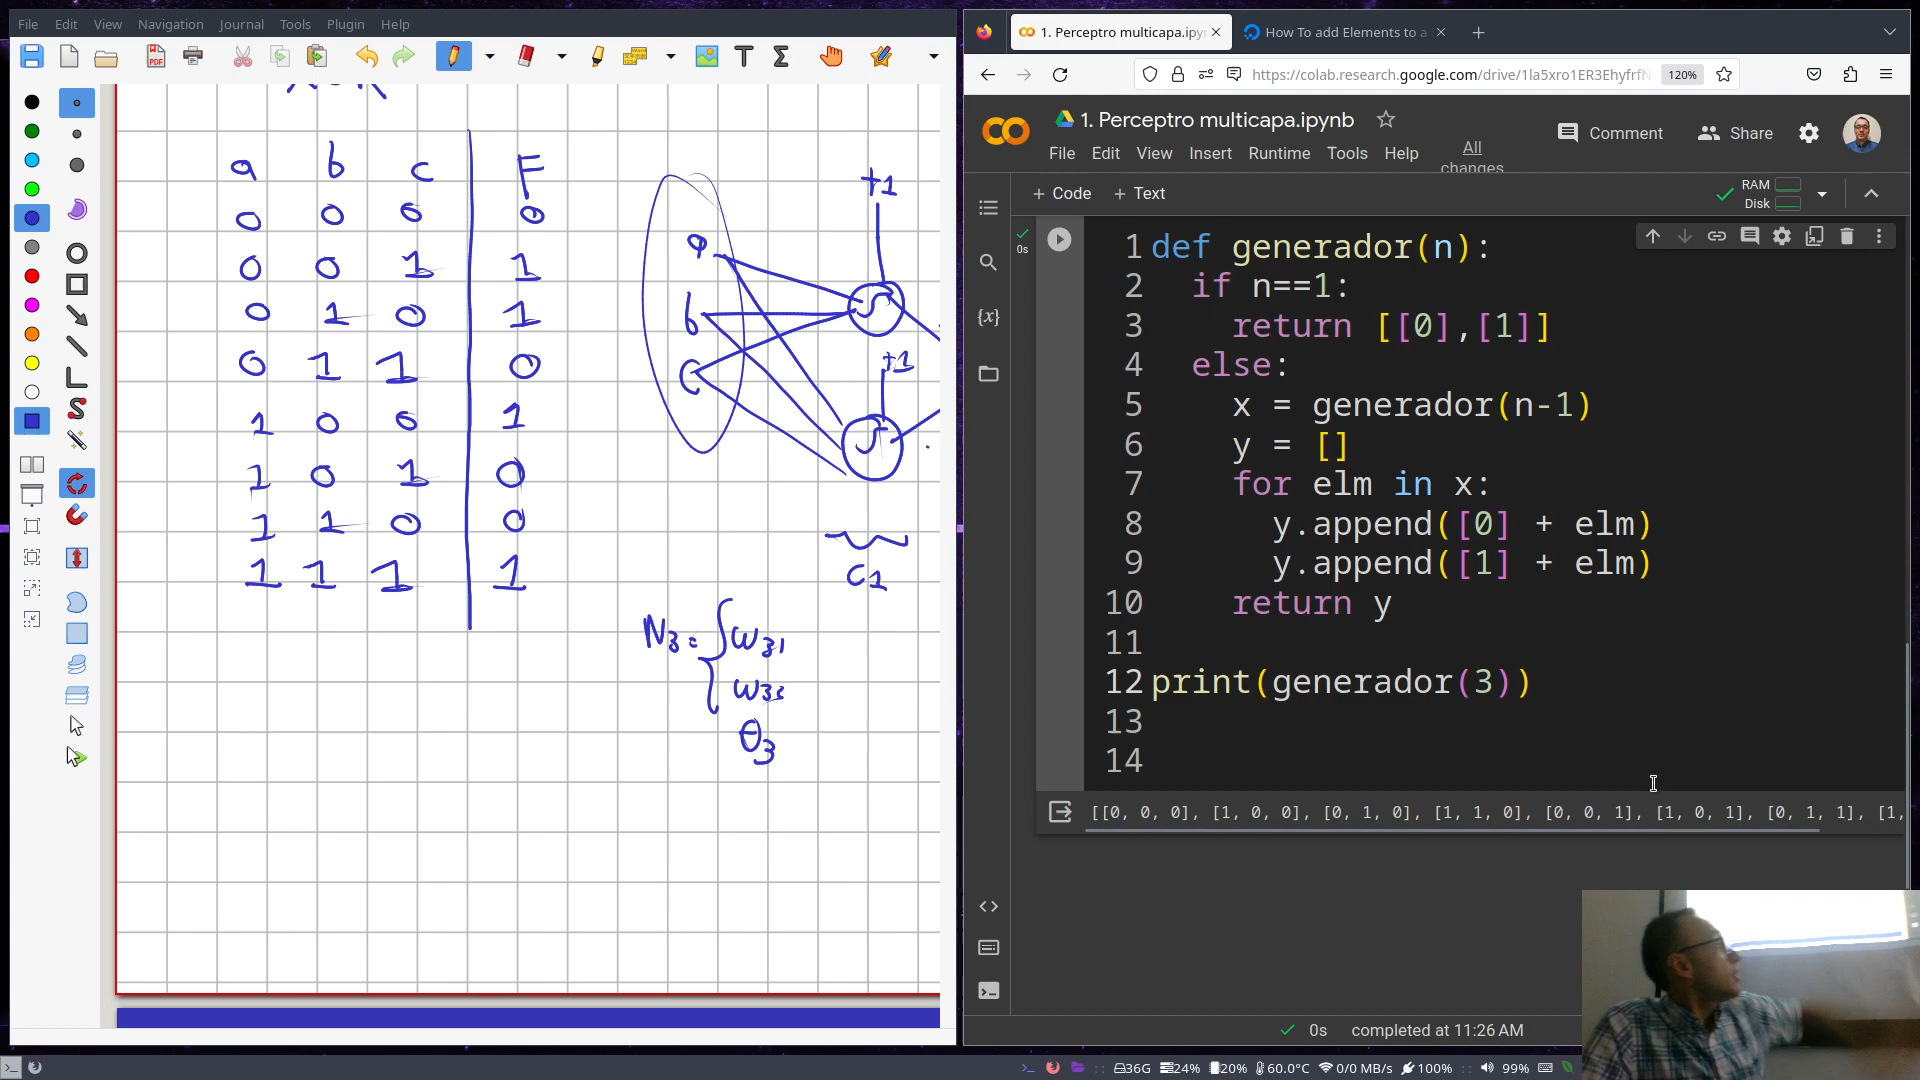 File Edit View Navigation Journal Tools Plugin Help
XOR
a b c F
0 0 0 0
0 0 1 1
0 1 0 1
0 1 1 0
1 0 0 1
1 0 1 0
1 1 0 0
1 1 1 1
a
b
c
+1
+1
C1
N3 = { w31
w32
θ3
1. Perceptro multicapa.ipyn
How To add Elements to a
https://colab.research.google.com/drive/1la5xro1ER3EhyfrfN
120%
1. Perceptro multicapa.ipynb
Comment
Share
File Edit View Insert Runtime Tools Help
All changes
+ Code + Text
RAM
Disk
0s
1 def generador(n):
2 if n==1:
3 return [[0],[1]]
4 else:
5 x = generador(n-1)
6 y = []
7 for elm in x:
8 y.append([0] + elm)
9 y.append([1] + elm)
10 return y
11
12 print(generador(3))
13
14
[[0, 0, 0], [1, 0, 0], [0, 1, 0], [1, 1, 0], [0, 0, 1], [1, 0, 1], [0, 1, 1], [1,
0s completed at 11:26 AM
36G 24% 20% 60.0°C 0/0 MB/s 100% 99%